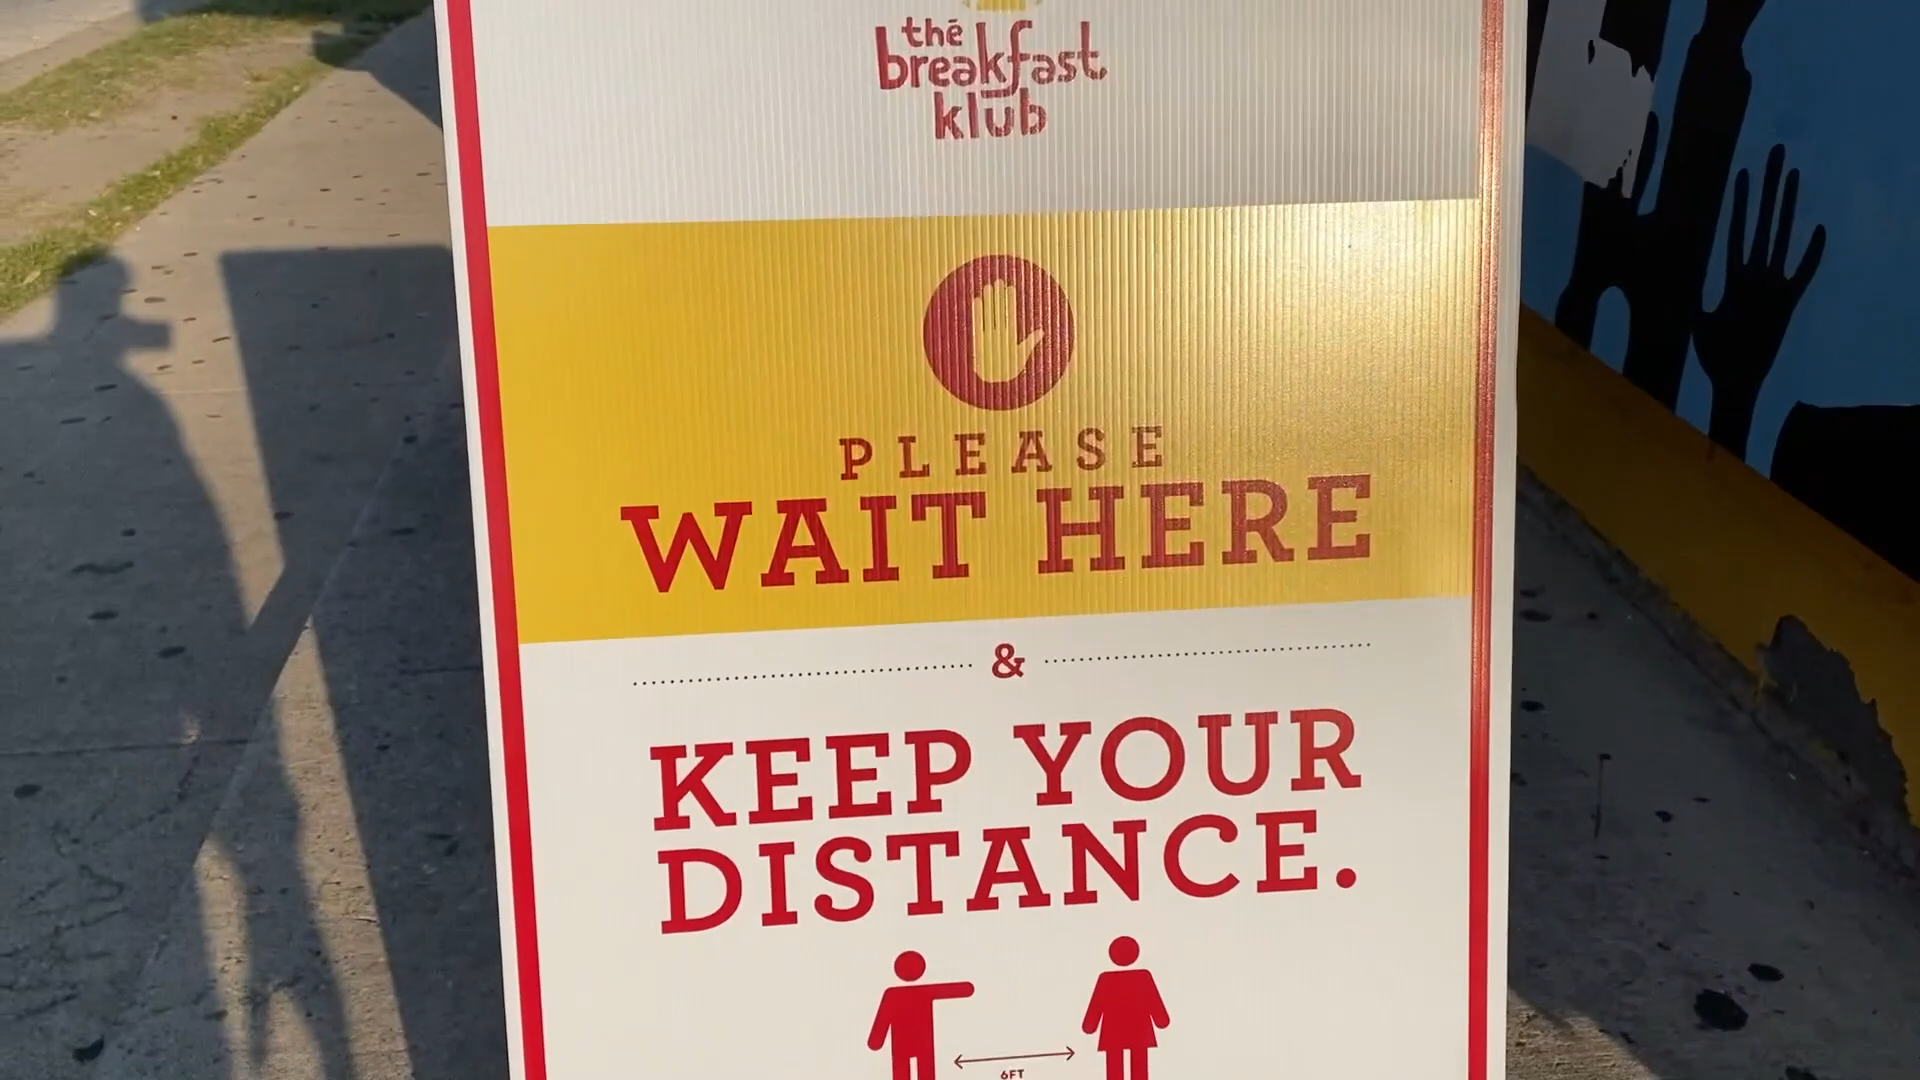 the
breakfast
klub
PLEASE
WAIT HERE
&
KEEP YOUR
DISTANCE.
6FT